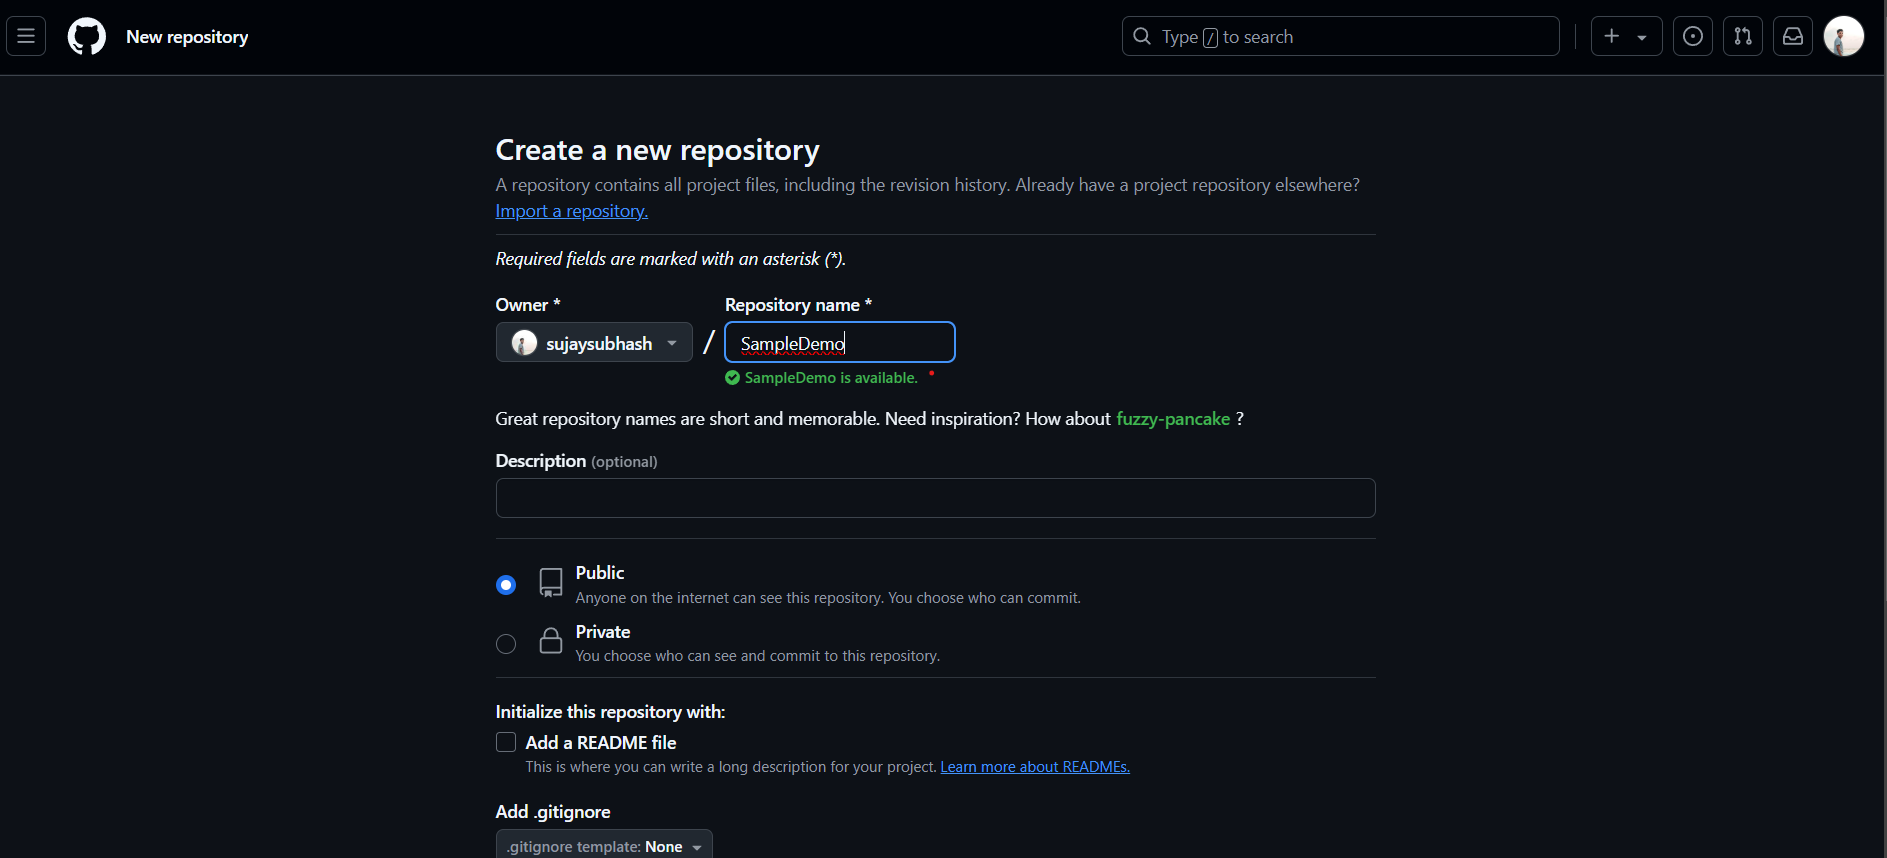 New repository
Type / to search
Create a new repository
A repository contains all project files, including the revision history. Already have a project repository elsewhere?
Import a repository.
Required fields are marked with an asterisk (*).
Owner *
Repository name *
sujaysubhash
/
SampleDemo
SampleDemo is available.
Great repository names are short and memorable. Need inspiration? How about fuzzy-pancake ?
Description (optional)
Public
Anyone on the internet can see this repository. You choose who can commit.
Private
You choose who can see and commit to this repository.
Initialize this repository with:
Add a README file
This is where you can write a long description for your project. Learn more about READMEs.
Add .gitignore
.gitignore template: None